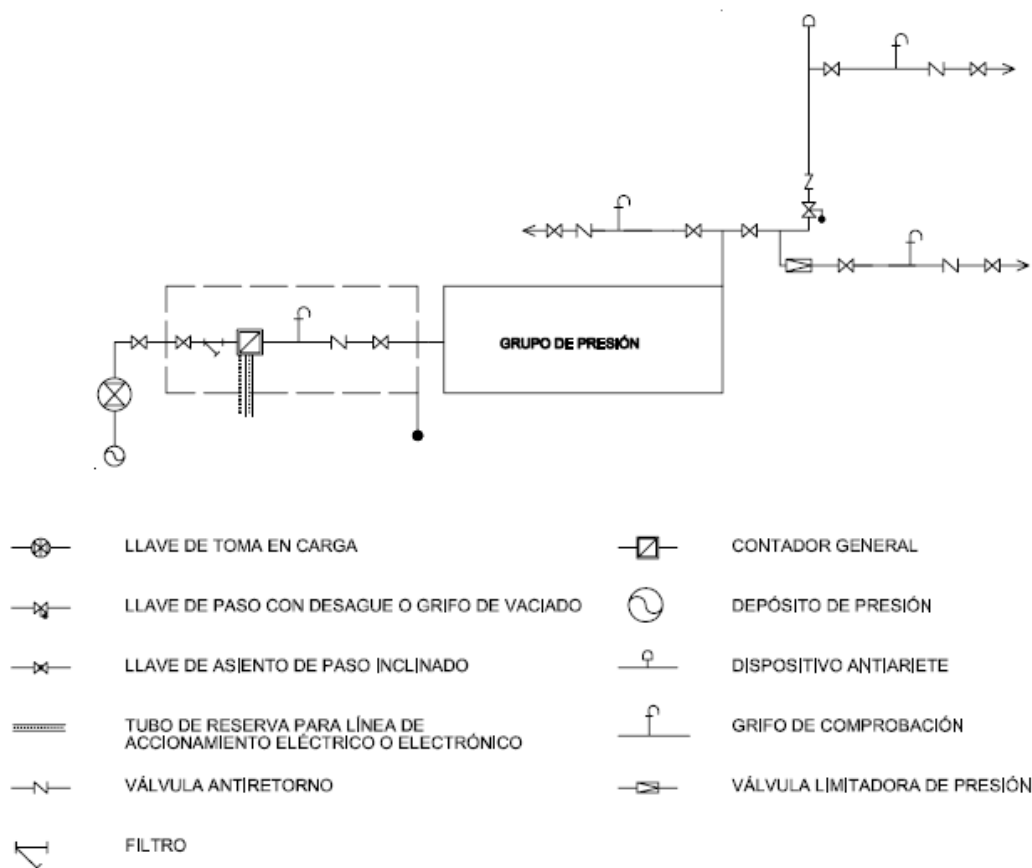 GRUPO DE PRESIÓN
LLAVE DE TOMA EN CARGA
CONTADOR GENERAL
LLAVE DE PASO CON DESAGUE O GRIFO DE VACIADO
DEPÓSITO DE PRESIÓN
LLAVE DE ASIENTO DE PASO INCLINADO
DISPOSITIVO ANTIARIETE
TUBO DE RESERVA PARA LÍNEA DE
ACCIONAMIENTO ELÉCTRICO O ELECTRÓNICO
GRIFO DE COMPROBACIÓN
VÁLVULA ANTIRETORNO
VÁLVULA LIMITADORA DE PRESIÓN
FILTRO